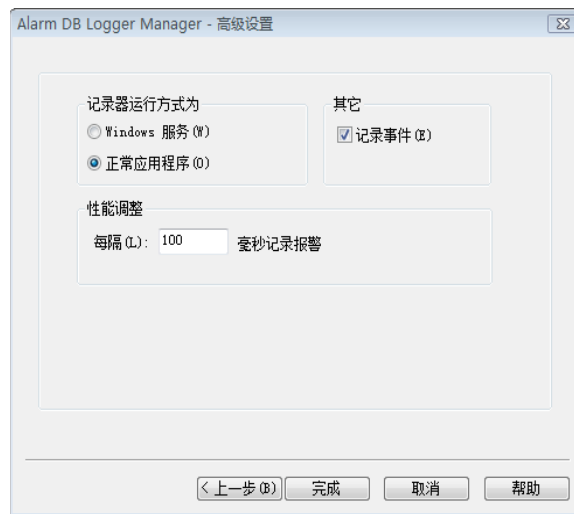 Alarm DB Logger Manager - 高级设置
记录器运行方式为
Windows 服务(W)
正常应用程序(O)
其它
记录事件(E)
性能调整
每隔(L): 100 毫秒记录报警
< 上一步(B) 完成 取消 帮助